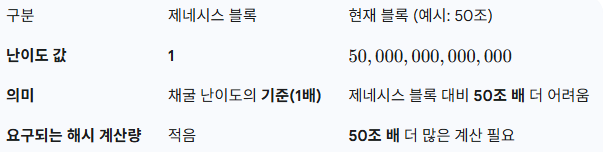 구분 제네시스 블록 현재 블록 (예시: 50조)
난이도 값 1 50,000,000,000,000
의미 채굴 난이도의 기준(1배) 제네시스 블록 대비 50조 배 더 어려움
요구되는 해시 계산량 적음 50조 배 더 많은 계산 필요